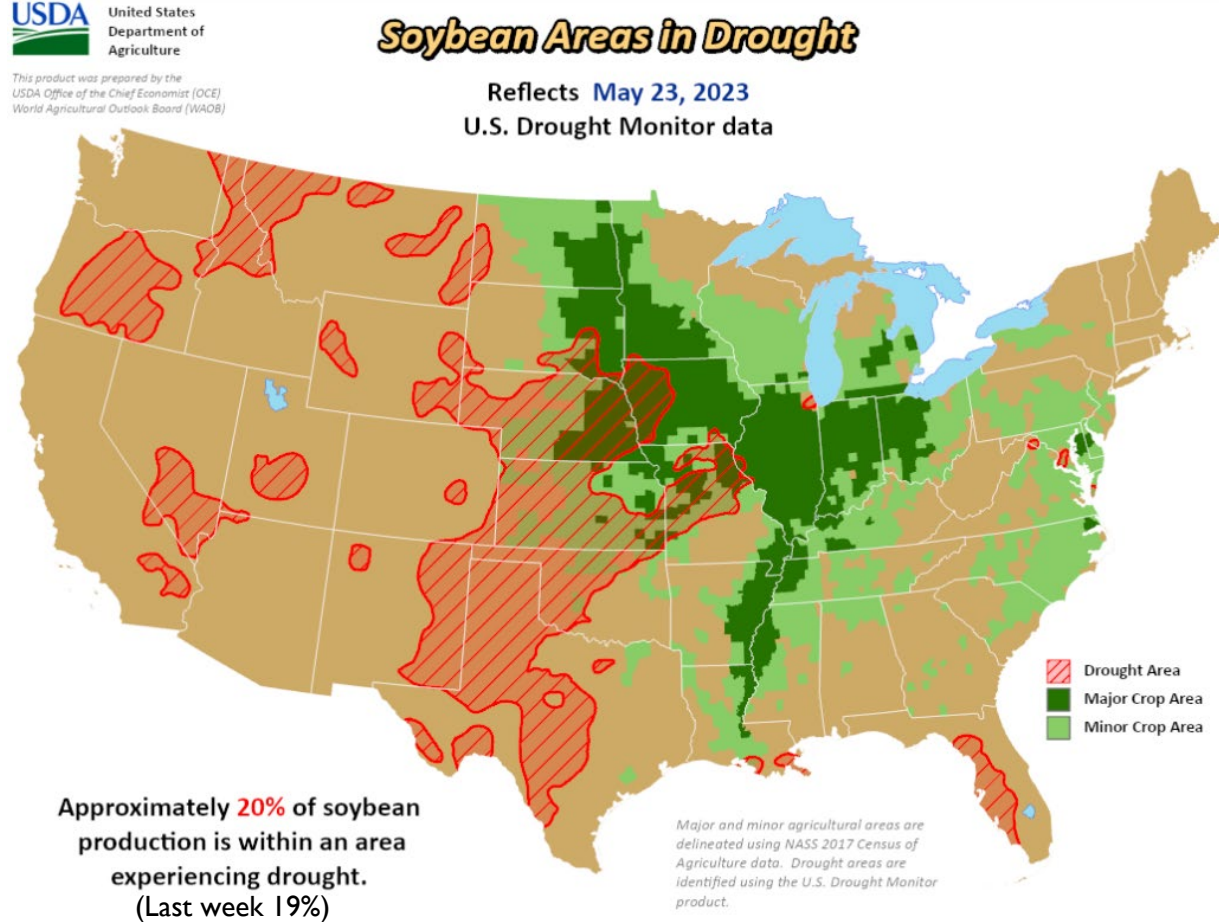 USDA
United States
Department of
Agriculture
This product was prepared by the
USDA Office of the Chief Economist (OCE)
World Agricultural Outlook Board (WAOB)
Soybean Areas in Drought
Reflects May 23, 2023
U.S. Drought Monitor data
Drought Area
Major Crop Area
Minor Crop Area
Approximately 20% of soybean
production is within an area
experiencing drought.
(Last week 19%)
Major and minor agricultural areas are
delineated using NASS 2017 Census of
Agriculture data. Drought areas are
identified using the U.S. Drought Monitor
product.